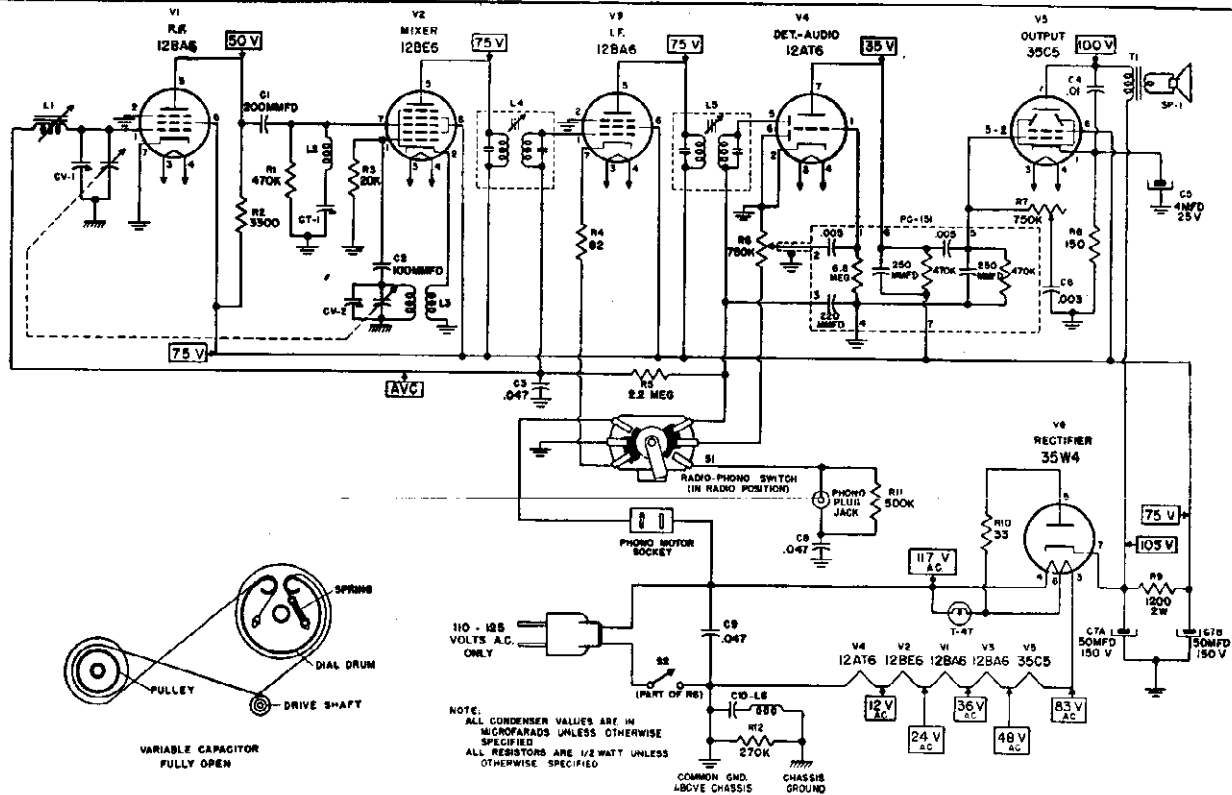 V1
R.F.
12BA6
50 V
V2
MIXER
12BE6
75 V
V3
I.F.
12BA6
75 V
V4
DET.-AUDIO
12AT6
35 V
V5
OUTPUT
35C5
100 V
C4
.01
T1
SP-1
L1
CV-1
C1
200MMFD
R1
470K
L2
CT-1
R2
3300
R3
20K
C2
100MMFD
CV-2
L3
L4
R4
82
L5
R6
750K
PC-151
.005
6.8
MEG
250
MMFD
470K
.005
250
MMFD
470K
220
MMFD
R7
750K
R8
150
C6
.003
C5
4MFD
25V
75 V
AVC
C3
.047
R5
2.2 MEG
S1
RADIO-PHONO SWITCH
(IN RADIO POSITION)
PHONO
PLUG
JACK
R11
500K
C8
.047
PHONO MOTOR
SOCKET
V6
RECTIFIER
35W4
R10
33
75 V
105 V
117 V
AC
T-47
R9
1200
2W
C7A
50MFD
150 V
C7B
50MFD
150 V
110 - 125
VOLTS A.C.
ONLY
C9
.047
S2
(PART OF R6)
V4
12AT6
V2
12BE6
V1
12BA6
V3
12BA6
V5
35C5
12 V
AC
24 V
AC
36 V
AC
48 V
AC
83 V
AC
C10-L6
R12
270K
COMMON GND.
ABOVE CHASSIS
CHASSIS
GROUND
NOTE:
ALL CONDENSER VALUES ARE IN
MICROFARADS UNLESS OTHERWISE
SPECIFIED
ALL RESISTORS ARE 1/2 WATT UNLESS
OTHERWISE SPECIFIED
SPRING
DIAL DRUM
PULLEY
DRIVE SHAFT
VARIABLE CAPACITOR
FULLY OPEN